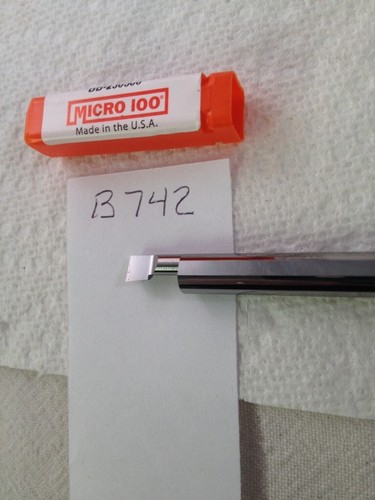 MICRO 100®
Made in the U.S.A.
B742